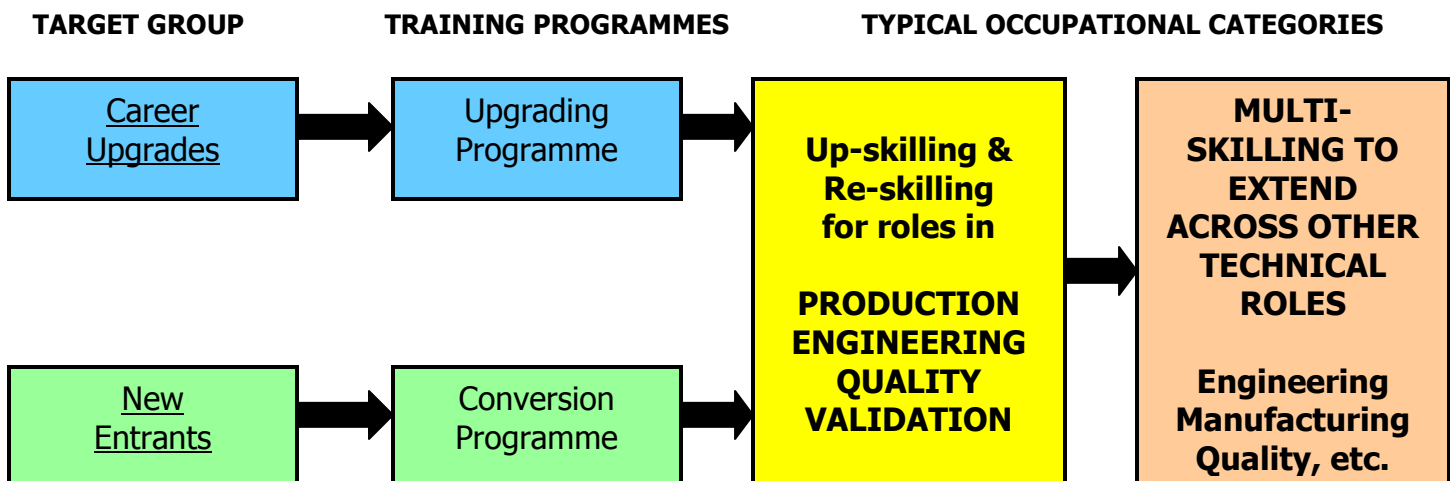 TARGET GROUP
TRAINING PROGRAMMES
TYPICAL OCCUPATIONAL CATEGORIES
Career
Upgrades
Upgrading
Programme
New
Entrants
Conversion
Programme
Up-skilling &
Re-skilling
for roles in
PRODUCTION
ENGINEERING
QUALITY
VALIDATION
MULTI-
SKILLING TO
EXTEND
ACROSS OTHER
TECHNICAL
ROLES
Engineering
Manufacturing
Quality, etc.